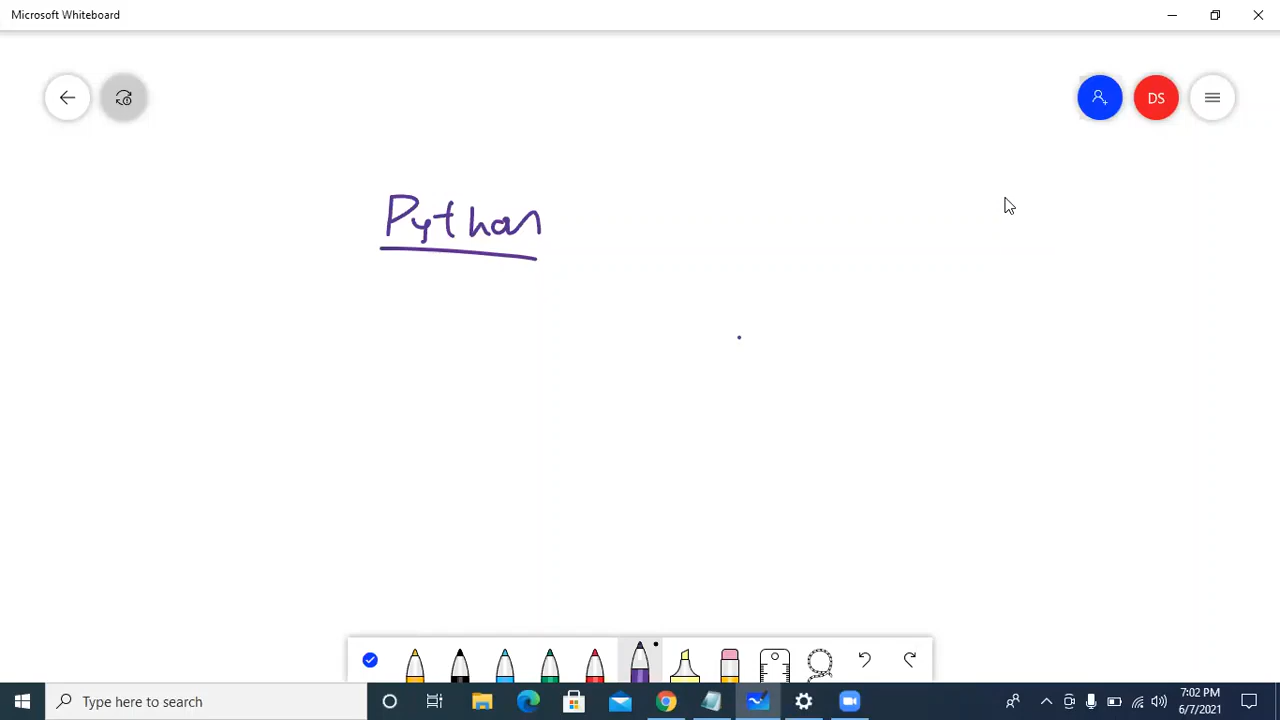 Microsoft Whiteboard
DS
Python
Type here to search
7:02 PM
6/7/2021